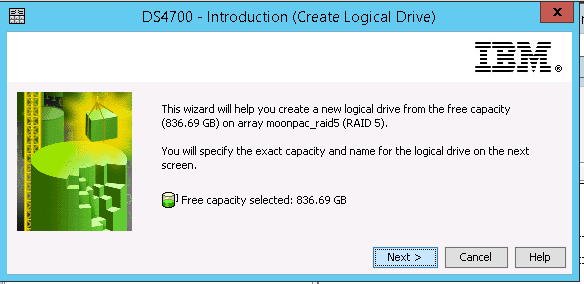 DS4700 - Introduction (Create Logical Drive)
x
IBM®
This wizard will help you create a new logical drive from the free capacity
(836.69 GB) on array moonpac_raid5 (RAID 5).
You will specify the exact capacity and name for the logical drive on the next
screen.
Free capacity selected: 836.69 GB
Next >
Cancel
Help